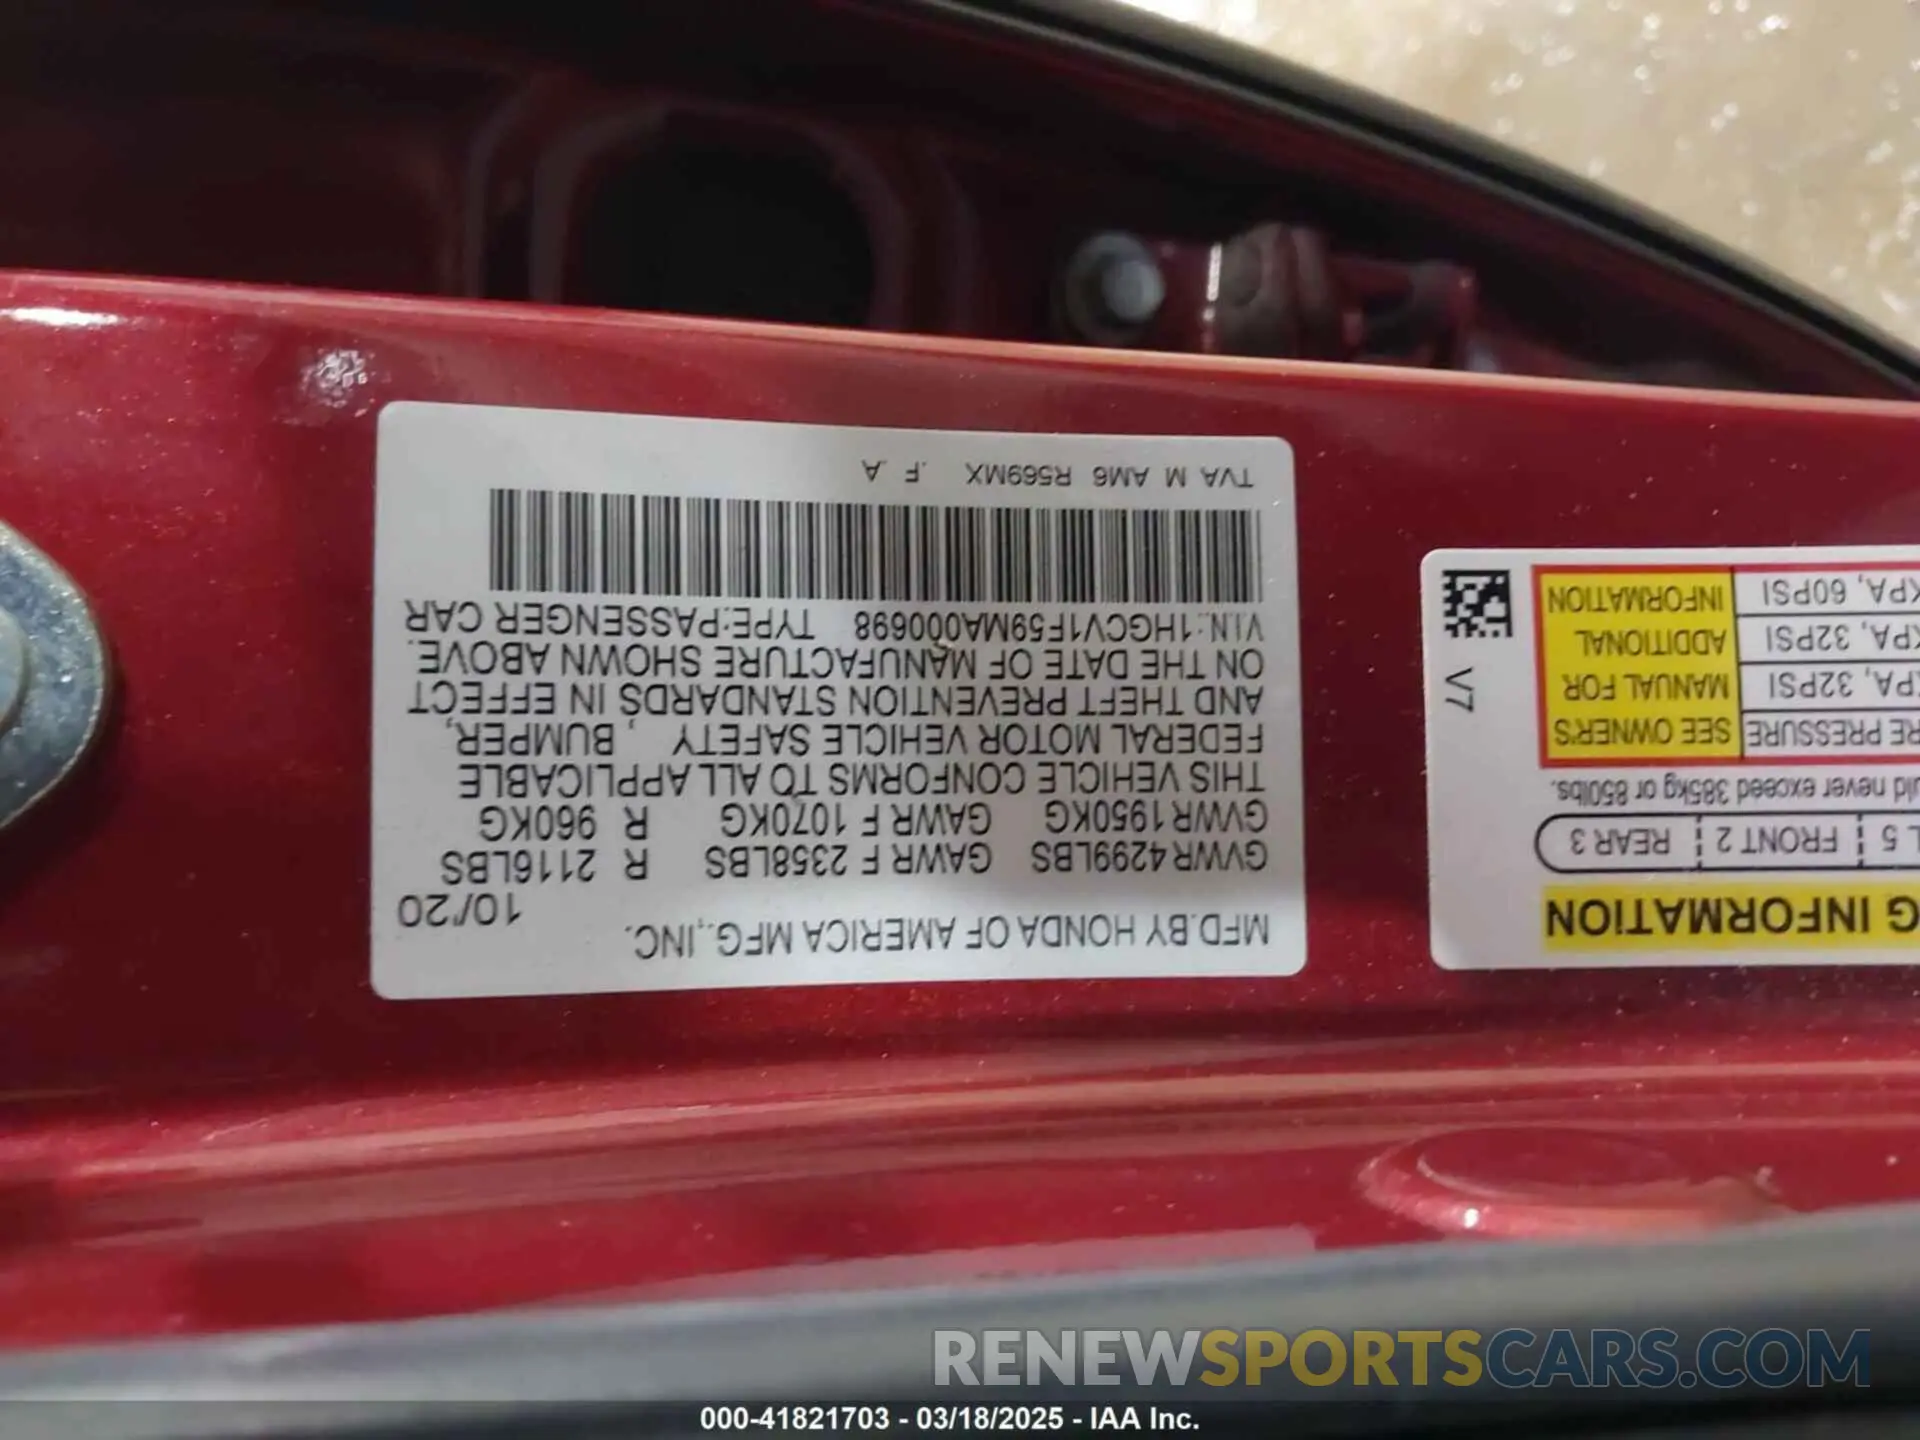 MFD.BY HONDA OF AMERICA MFG.,INC. 10/20
GVWR 4299LBS GAWR F 2358LBS R 2116LBS
GVWR 1950KG GAWR F 1070KG R 960KG
THIS VEHICLE CONFORMS TO ALL APPLICABLE
FEDERAL MOTOR VEHICLE SAFETY , BUMPER,
AND THEFT PREVENTION STANDARDS IN EFFECT
ON THE DATE OF MANUFACTURE SHOWN ABOVE.
VIN:1HGCV1F59MA000698 TYPE:PASSENGER CAR
TVA M AM6 R569MX .F .A
G INFORMATION
L 5 FRONT 2 REAR 3
uld never exceed 385kg or 850lbs.
RE PRESSURE
KPA, 32PSI
KPA, 32PSI
KPA, 60PSI
SEE OWNER'S
MANUAL FOR
ADDITIONAL
INFORMATION
V7
RENEWSPORTSCARS.COM
000-41821703 - 03/18/2025 - IAA Inc.